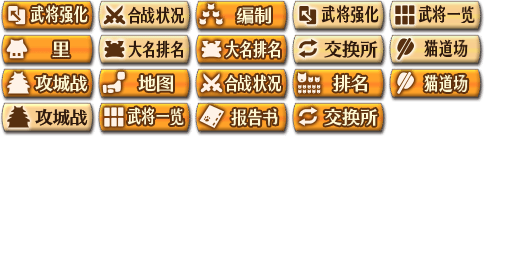 武将强化 合战状况 编制 武将强化 武将一览
里 大名排名 大名排名 交换所 猫道场
攻城战 地图 合战状况 排名 猫道场
攻城战 武将一览 报告书 交换所